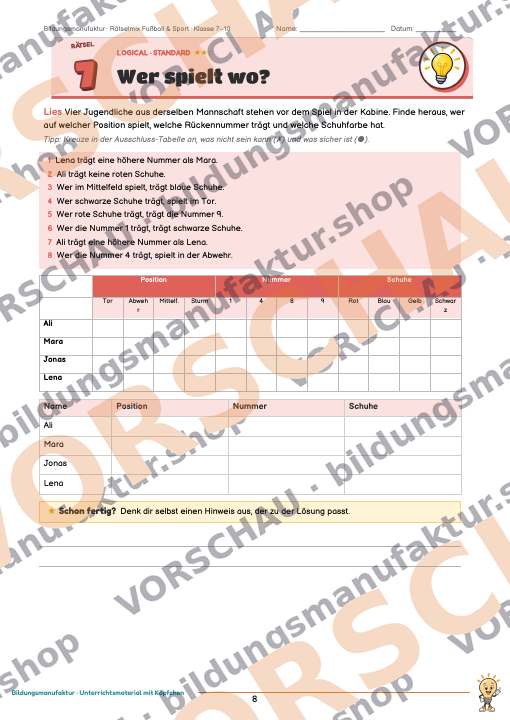 Bildungsmanufaktur · Rätselmix Fußball & Sport · Klasse 7–10 Name: Datum:
RÄTSEL
7
LOGICAL · STANDARD ★★
Wer spielt wo?
Lies Vier Jugendliche aus derselben Mannschaft stehen vor dem Spiel in der Kabine. Finde heraus, wer
auf welcher Position spielt, welche Rückennummer trägt und welche Schuhfarbe hat.
Tipp: Kreuze in der Ausschluss-Tabelle an, was nicht sein kann (✗) und was sicher ist (●).
1 Lena trägt eine höhere Nummer als Mara.
2 Ali trägt keine roten Schuhe.
3 Wer im Mittelfeld spielt, trägt blaue Schuhe.
4 Wer schwarze Schuhe trägt, spielt im Tor.
5 Wer rote Schuhe trägt, trägt die Nummer 9.
6 Wer die Nummer 1 trägt, trägt schwarze Schuhe.
7 Ali trägt eine höhere Nummer als Lena.
8 Wer die Nummer 4 trägt, spielt in der Abwehr.
Position Nummer Schuhe
Tor Abwehr Mittelf. Sturm 1 4 8 9 Rot Blau Gelb Schwarz
Ali
Mara
Jonas
Lena
Name Position Nummer Schuhe
Ali
Mara
Jonas
Lena
★ Schon fertig? Denk dir selbst einen Hinweis aus, der zu der Lösung passt.
Bildungsmanufaktur · Unterrichtsmaterial mit Köpfchen
8
VORSCHAU · bildungsmanufaktur.shop
VORSCHAU